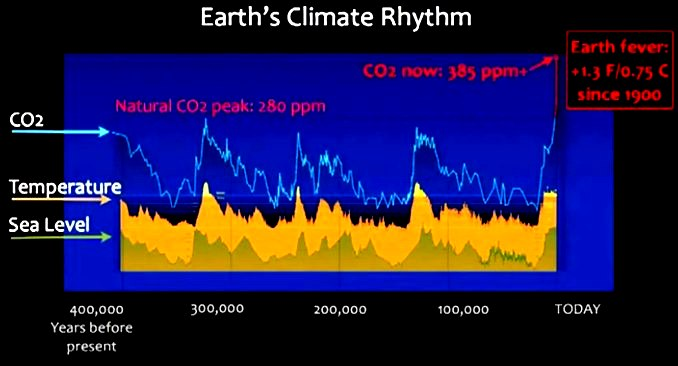 Earth's Climate Rhythm
Earth fever:
+1.3 F/0.75 C
since 1900
CO2 now: 385 ppm+
Natural CO2 peak: 280 ppm
CO2
Temperature
Sea Level
400,000
Years before
present
300,000
200,000
100,000
TODAY